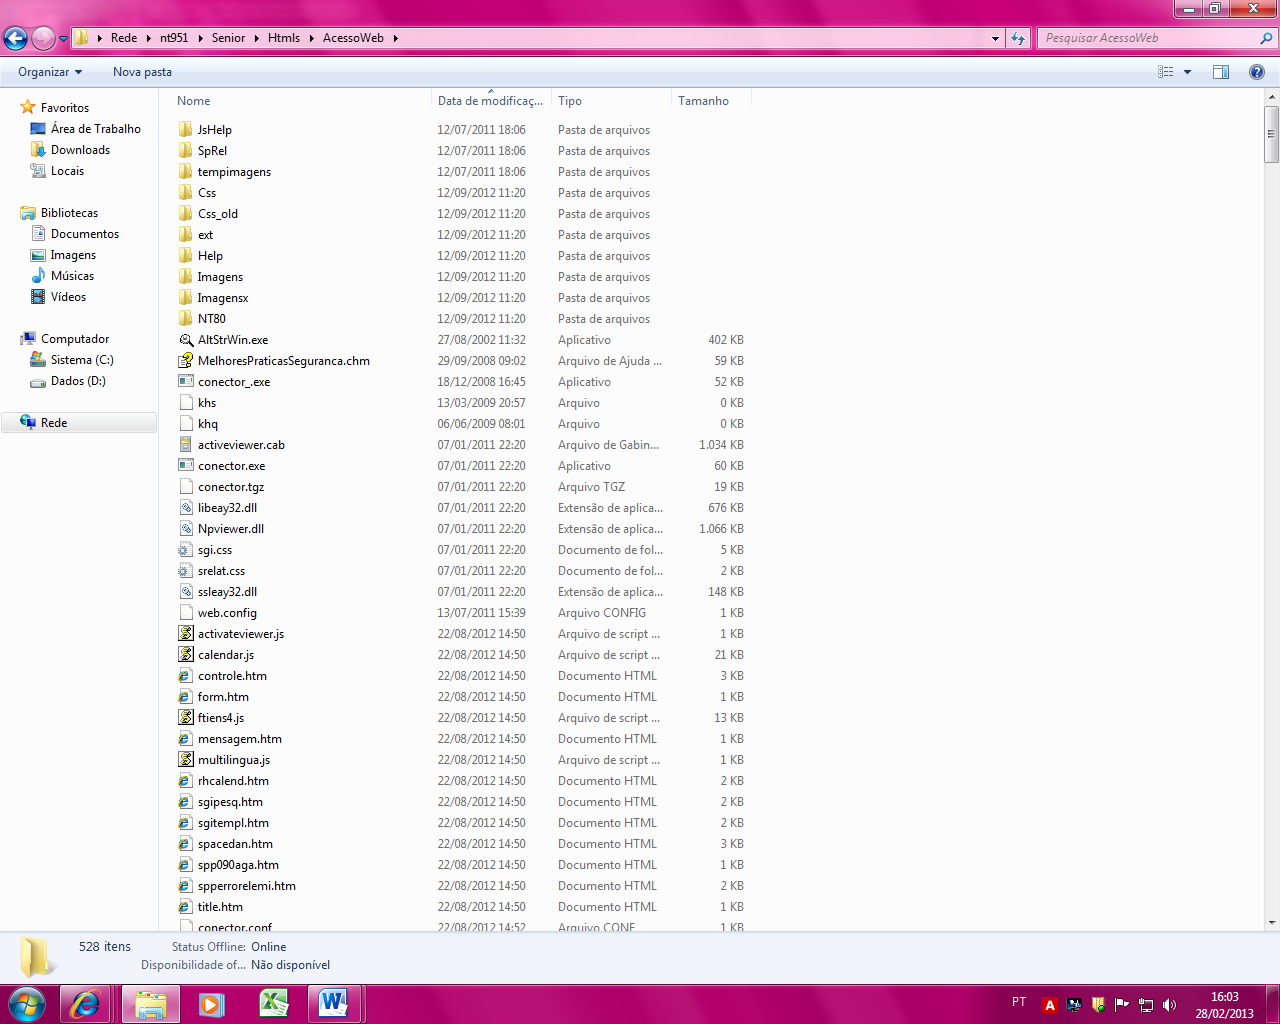 Rede nt951 Senior Htmls AcessoWeb Pesquisar AcessoWeb
Organizar Nova pasta
Favoritos
Área de Trabalho
Downloads
Locais
Bibliotecas
Documentos
Imagens
Músicas
Vídeos
Computador
Sistema (C:)
Dados (D:)
Rede
Nome Data de modificaç... Tipo Tamanho
JsHelp 12/07/2011 18:06 Pasta de arquivos
SpRel 12/07/2011 18:06 Pasta de arquivos
tempimagens 12/07/2011 18:06 Pasta de arquivos
Css 12/09/2012 11:20 Pasta de arquivos
Css_old 12/09/2012 11:20 Pasta de arquivos
ext 12/09/2012 11:20 Pasta de arquivos
Help 12/09/2012 11:20 Pasta de arquivos
Imagens 12/09/2012 11:20 Pasta de arquivos
Imagensx 12/09/2012 11:20 Pasta de arquivos
NT80 12/09/2012 11:20 Pasta de arquivos
AltStrWin.exe 27/08/2002 11:32 Aplicativo 402 KB
MelhoresPraticasSeguranca.chm 29/09/2008 09:02 Arquivo de Ajuda ... 59 KB
conector_.exe 18/12/2008 16:45 Aplicativo 52 KB
khs 13/03/2009 20:57 Arquivo 0 KB
khq 06/06/2009 08:01 Arquivo 0 KB
activeviewer.cab 07/01/2011 22:20 Arquivo de Gabin... 1.034 KB
conector.exe 07/01/2011 22:20 Aplicativo 60 KB
conector.tgz 07/01/2011 22:20 Arquivo TGZ 19 KB
libeay32.dll 07/01/2011 22:20 Extensão de aplica... 676 KB
Npviewer.dll 07/01/2011 22:20 Extensão de aplica... 1.066 KB
sgi.css 07/01/2011 22:20 Documento de fol... 5 KB
srelat.css 07/01/2011 22:20 Documento de fol... 2 KB
ssleay32.dll 07/01/2011 22:20 Extensão de aplica... 148 KB
web.config 13/07/2011 15:39 Arquivo CONFIG 1 KB
activateviewer.js 22/08/2012 14:50 Arquivo de script ... 1 KB
calendar.js 22/08/2012 14:50 Arquivo de script ... 21 KB
controle.htm 22/08/2012 14:50 Documento HTML 3 KB
form.htm 22/08/2012 14:50 Documento HTML 1 KB
ftiens4.js 22/08/2012 14:50 Arquivo de script ... 13 KB
mensagem.htm 22/08/2012 14:50 Documento HTML 1 KB
multilingua.js 22/08/2012 14:50 Arquivo de script ... 1 KB
rhcalend.htm 22/08/2012 14:50 Documento HTML 2 KB
sgipesq.htm 22/08/2012 14:50 Documento HTML 2 KB
sgitempl.htm 22/08/2012 14:50 Documento HTML 2 KB
spacedan.htm 22/08/2012 14:50 Documento HTML 3 KB
spp090aga.htm 22/08/2012 14:50 Documento HTML 1 KB
spperrorelemi.htm 22/08/2012 14:50 Documento HTML 2 KB
title.htm 22/08/2012 14:50 Documento HTML 1 KB
conector.conf 22/08/2012 14:52 Arquivo CONF 1 KB
528 itens Status Offline: Online
Disponibilidade of... Não disponível
PT 16:03
28/02/2013